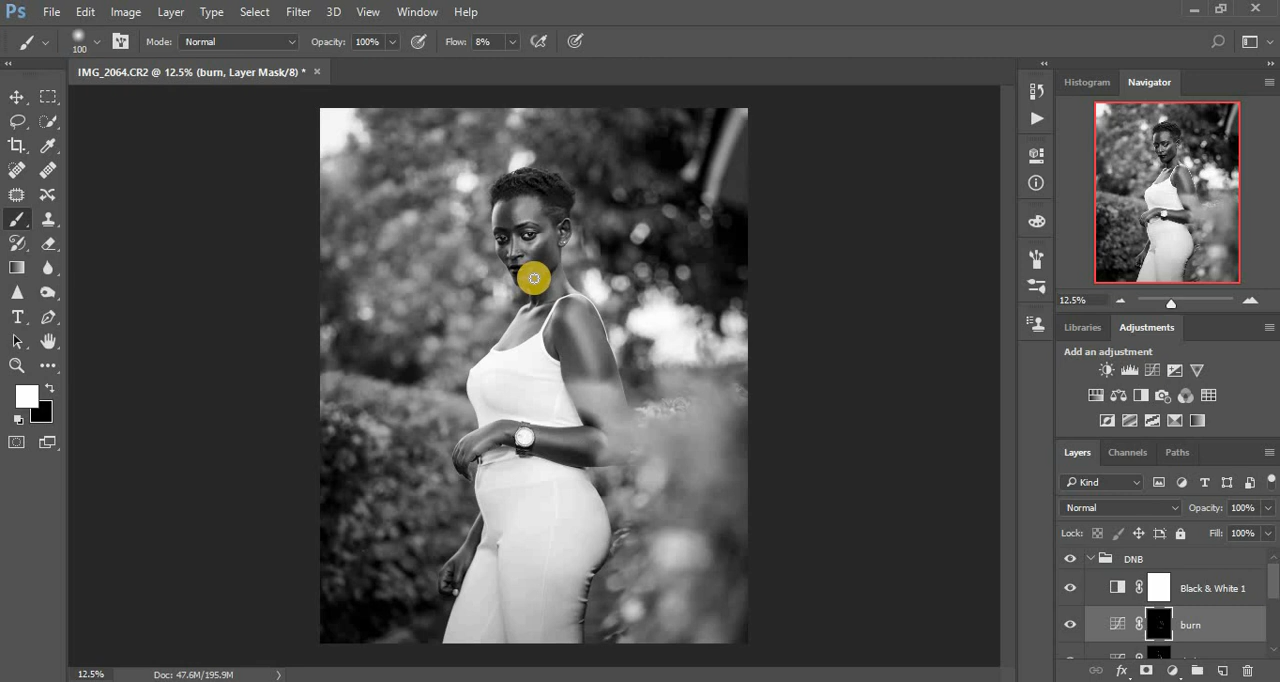 Ps File Edit Image Layer Type Select Filter 3D View Window Help
100 Mode: Normal Opacity: 100% Flow: 8%
IMG_2064.CR2 @ 12.5% (burn, Layer Mask/8) * ×
Histogram Navigator
12.5%
Libraries Adjustments
Add an adjustment
Layers Channels Paths
Kind
Normal Opacity: 100%
Lock: Fill: 100%
DNB
Black & White 1
burn
12.5% Doc: 47.6M/195.9M